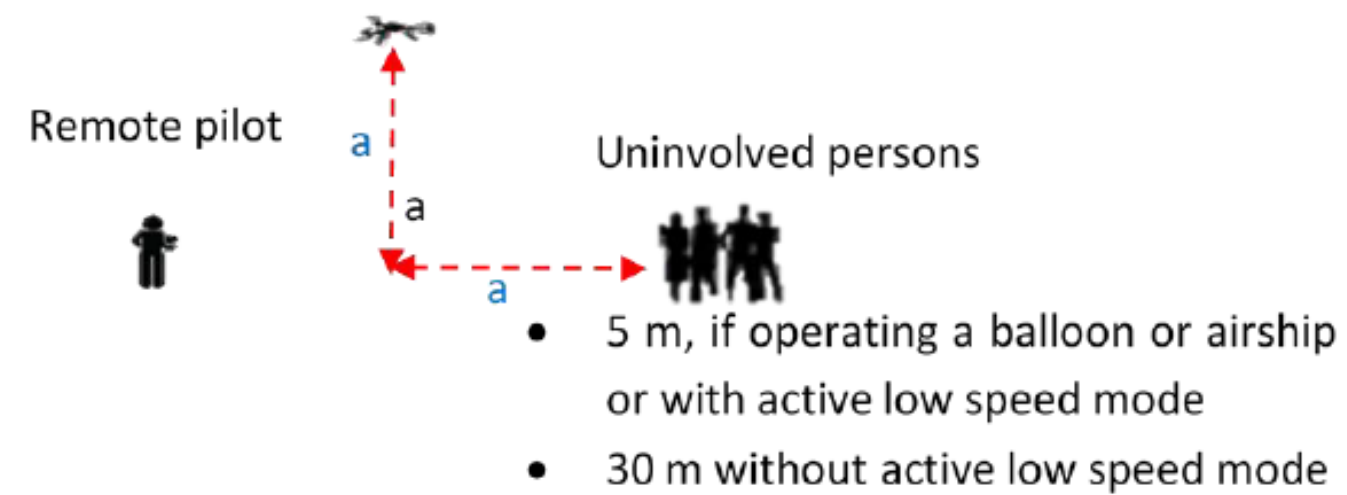 Remote pilot
a
Uninvolved persons
a
a
• 5 m, if operating a balloon or airship
or with active low speed mode
• 30 m without active low speed mode